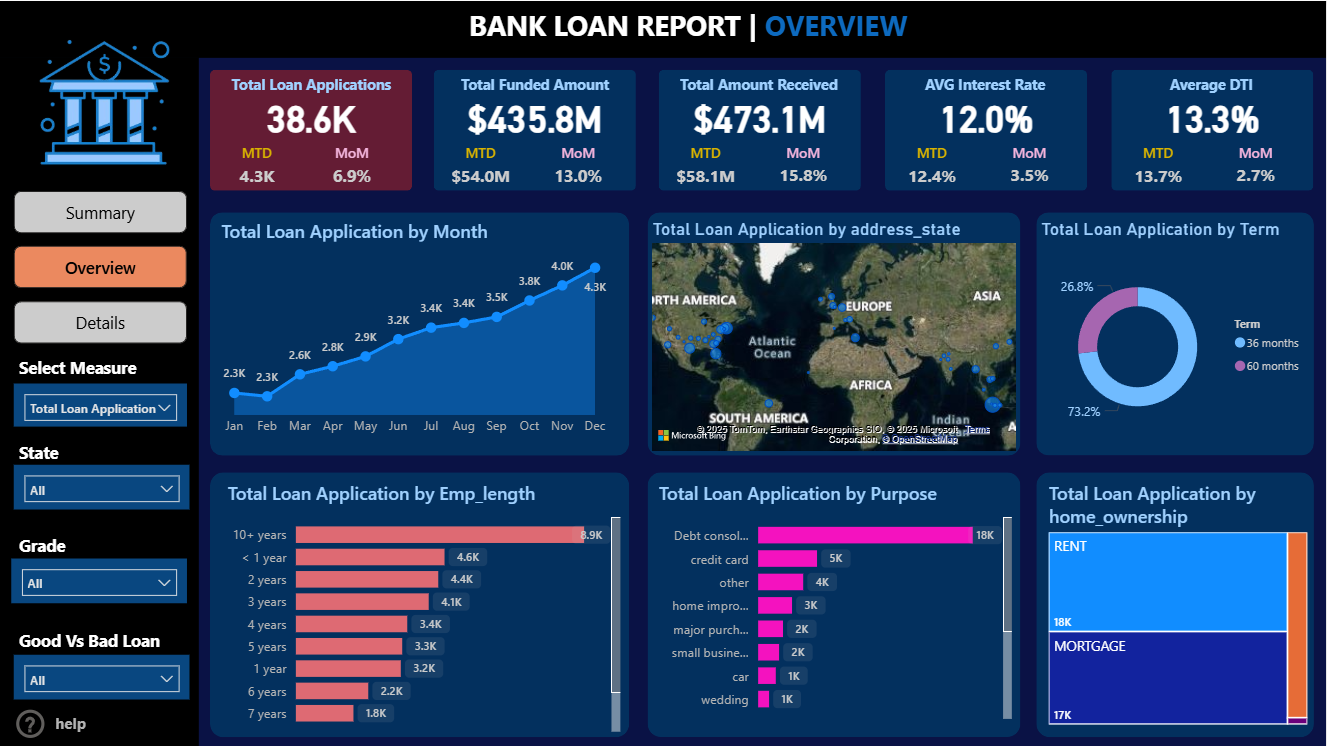 BANK LOAN REPORT | OVERVIEW
$
Summary
Overview
Details
Select Measure
Total Loan Application
State
All
Grade
All
Good Vs Bad Loan
All
? help
Total Loan Applications
38.6K
MTD MoM
4.3K 6.9%
Total Funded Amount
$435.8M
MTD MoM
$54.0M 13.0%
Total Amount Received
$473.1M
MTD MoM
$58.1M 15.8%
AVG Interest Rate
12.0%
MTD MoM
12.4% 3.5%
Average DTI
13.3%
MTD MoM
13.7% 2.7%
Total Loan Application by Month
2.3K 2.3K 2.6K 2.8K 2.9K 3.2K 3.4K 3.4K 3.5K 3.8K 4.0K 4.3K
Jan Feb Mar Apr May Jun Jul Aug Sep Oct Nov Dec
Total Loan Application by address_state
RTH AMERICA
EUROPE
ASIA
Atlantic
Ocean
AFRICA
SOUTH AMERICA
Indian
Microsoft Bing
© 2025 TomTom, Earthstar Geographics SIO, © 2025 Microsoft Terms
Corporation, © OpenStreetMap
Total Loan Application by Term
26.8%
73.2%
Term
36 months
60 months
Total Loan Application by Emp_length
10+ years 8.9K
< 1 year 4.6K
2 years 4.4K
3 years 4.1K
4 years 3.4K
5 years 3.3K
1 year 3.2K
6 years 2.2K
7 years 1.8K
Total Loan Application by Purpose
Debt consol... 18K
credit card 5K
other 4K
home impro... 3K
major purch... 2K
small busine... 2K
car 1K
wedding 1K
Total Loan Application by
home_ownership
RENT
18K
MORTGAGE
17K